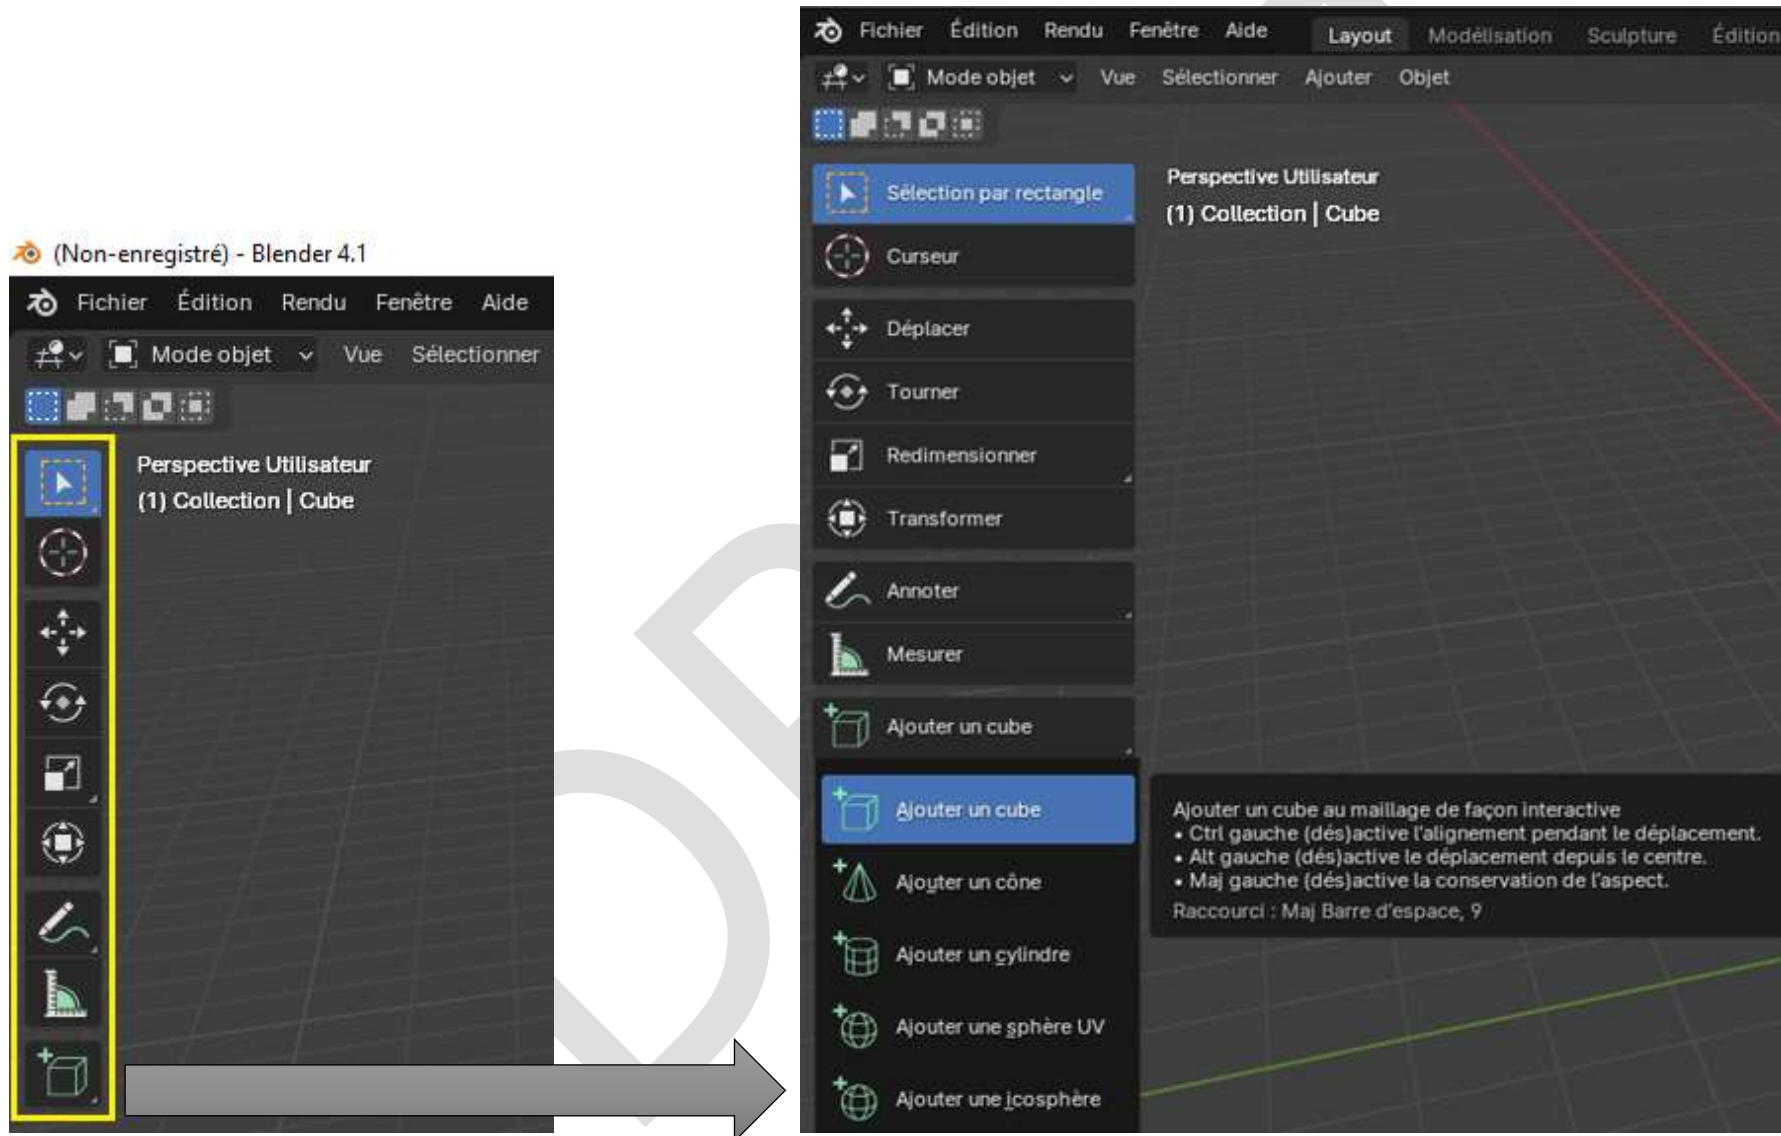 (Non-enregistré) - Blender 4.1
Fichier Édition Rendu Fenêtre Aide
Mode objet Vue Sélectionner
Perspective Utilisateur
(1) Collection | Cube
Fichier Édition Rendu Fenêtre Aide Layout Modélisation Sculpture Édition
Mode objet Vue Sélectionner Ajouter Objet
Sélection par rectangle
Perspective Utilisateur
(1) Collection | Cube
Curseur
Déplacer
Tourner
Redimensionner
Transformer
Annoter
Mesurer
Ajouter un cube
Ajouter un cube
Ajouter un cône
Ajouter un cylindre
Ajouter une sphère UV
Ajouter une icosphère
Ajouter un cube au maillage de façon interactive
• Ctrl gauche (dés)active l'alignement pendant le déplacement.
• Alt gauche (dés)active le déplacement depuis le centre.
• Maj gauche (dés)active la conservation de l'aspect.
Raccourci : Maj Barre d'espace, 9